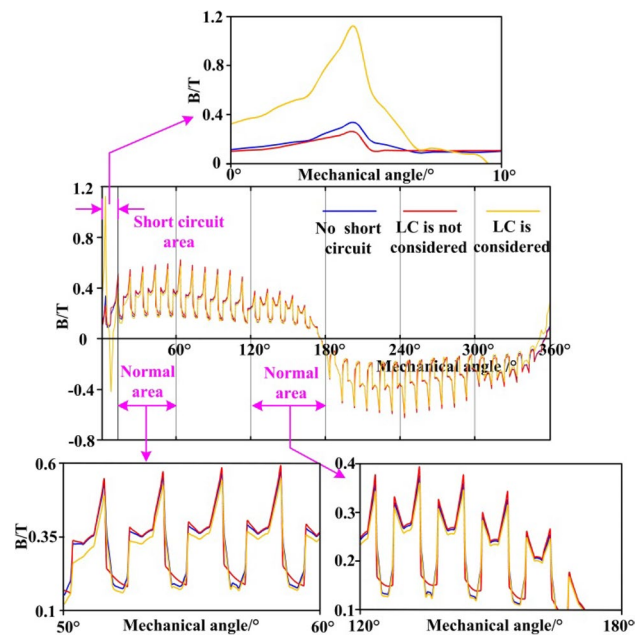 1.2
0.8
B/T
0.4
0
0°
Mechanical angle/°
10°
1.2
0.8
0.4
B/T
0
-0.4
-0.8
Short circuit
area
No short
circuit
LC is not
considered
LC is
considered
60°
120°
180
240°
300°
360°
Mechanical angle /°
Normal
area
Normal
area
0.6
B/T
0.35
0.1
50°
Mechanical angle/°
60°
0.4
0.3
B/T
0.2
0.1
120°
Mechanical angle/°
180°